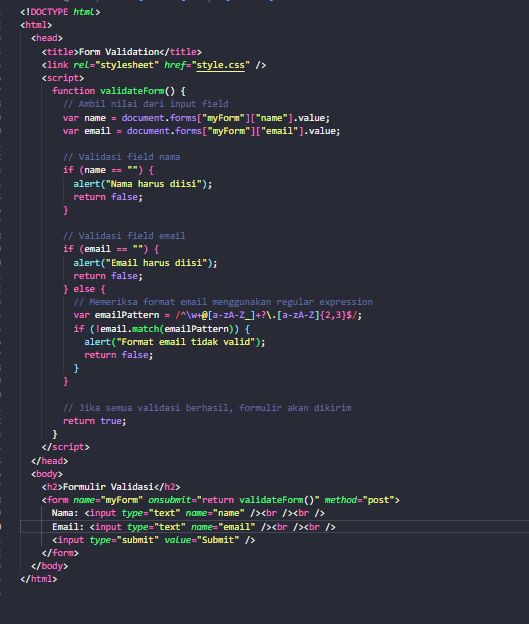 <!DOCTYPE html>
<html>
<head>
<title>Form Validation</title>
<link rel="stylesheet" href="style.css" />
<script>
function validateForm() {
// Ambil nilai dari input field
var name = document.forms["myForm"]["name"].value;
var email = document.forms["myForm"]["email"].value;
// Validasi field nama
if (name == "") {
alert("Nama harus diisi");
return false;
}
// Validasi field email
if (email == "") {
alert("Email harus diisi");
return false;
} else {
// Memeriksa format email menggunakan regular expression
var emailPattern = /^\w+@[a-zA-Z_]+?\.[a-zA-Z]{2,3}$/;
if (!email.match(emailPattern)) {
alert("Format email tidak valid");
return false;
}
}
// Jika semua validasi berhasil, formulir akan dikirim
return true;
}
</script>
</head>
<body>
<h2>Formulir Validasi</h2>
<form name="myForm" onsubmit="return validateForm()" method="post">
Nama: <input type="text" name="name" /><br /><br />
Email: <input type="text" name="email" /><br /><br />
<input type="submit" value="Submit" />
</form>
</body>
</html>